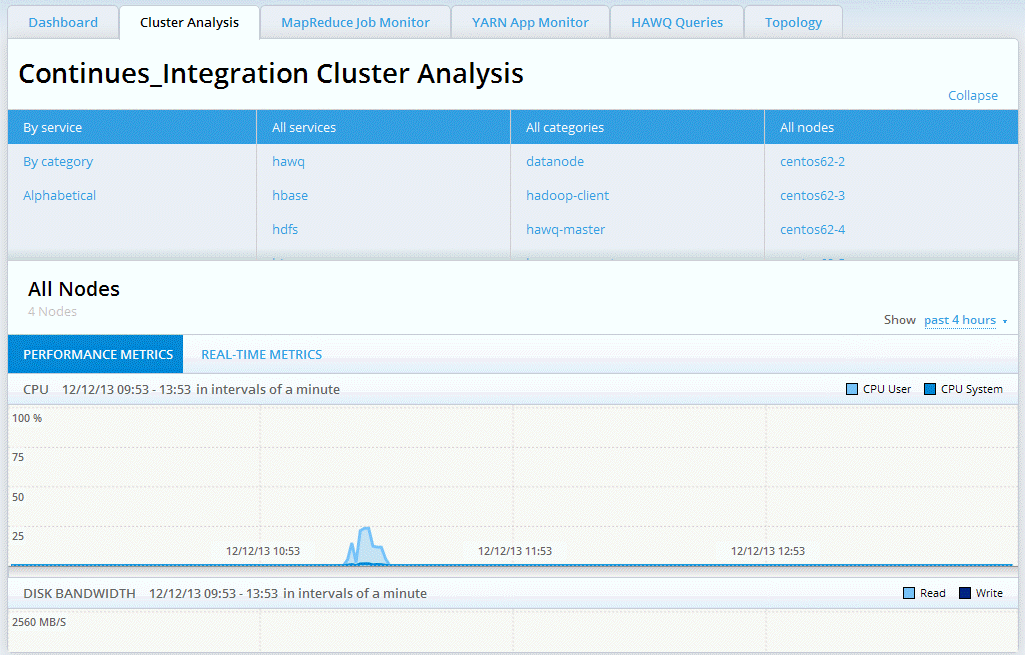 Dashboard Cluster Analysis MapReduce Job Monitor YARN App Monitor HAWQ Queries Topology
Continues_Integration Cluster Analysis
Collapse
By service All services All categories All nodes
By category hawq datanode centos62-2
Alphabetical hbase hadoop-client centos62-3
hdfs hawq-master centos62-4
All Nodes
4 Nodes
Show past 4 hours
PERFORMANCE METRICS REAL-TIME METRICS
CPU 12/12/13 09:53 - 13:53 in intervals of a minute CPU User CPU System
100 %
75
50
25
12/12/13 10:53 12/12/13 11:53 12/12/13 12:53
DISK BANDWIDTH 12/12/13 09:53 - 13:53 in intervals of a minute Read Write
2560 MB/S